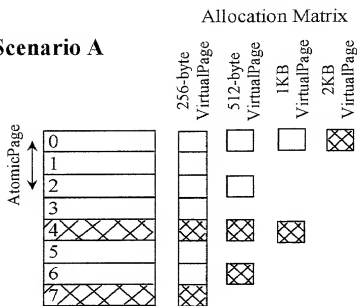 Allocation Matrix
Scenario A
256-byte
VirtualPage
512-byte
VirtualPage
1KB
VirtualPage
2KB
VirtualPage
AtomicPage
0
1
2
3
4
5
6
7